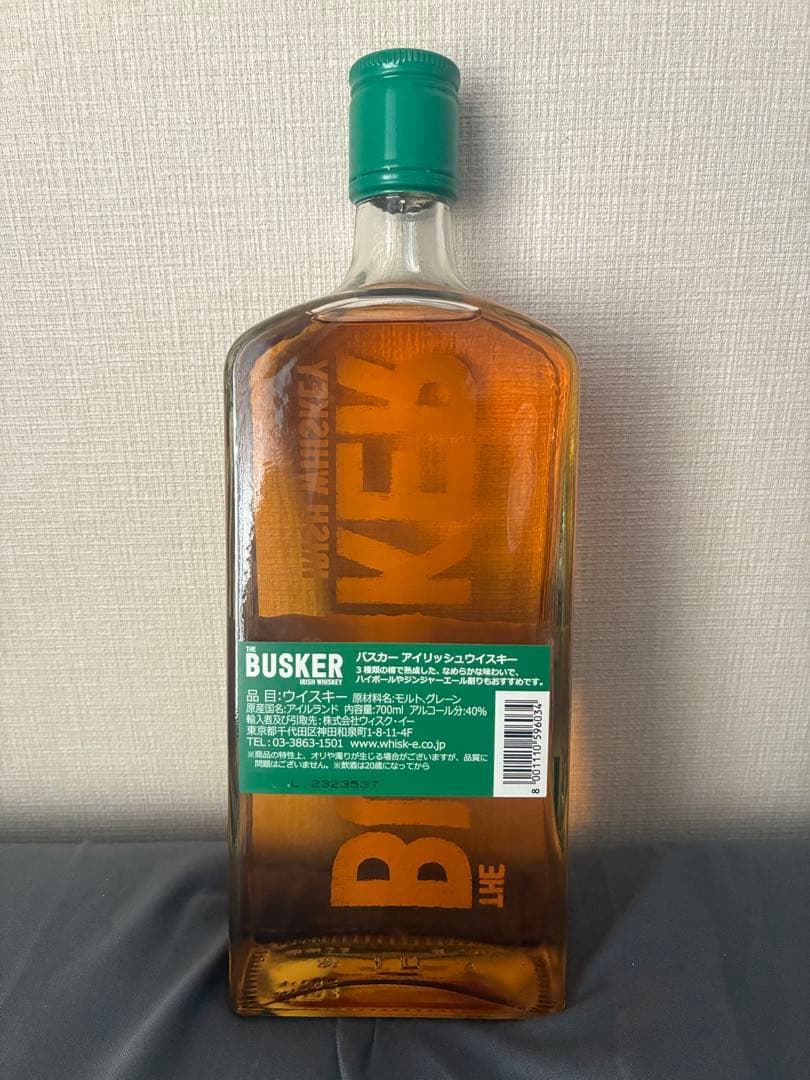 IRISH WHISKEY
THE BUSKER
THE
BUSKER
IRISH WHISKEY
バスカー アイリッシュウイスキー
3種類の樽で熟成した、なめらかな味わいで、
ハイボールやジンジャーエール割りもおすすめです。
品 目:ウイスキー 原材料名:モルト、グレーン
原産国名:アイルランド 内容量:700ml アルコール分:40%
輸入者及び引取先:株式会社ウィスク・イー
東京都千代田区神田和泉町1-8-11-4F
TEL:03-3863-1501 www.whisk-e.co.jp
※商品の特性上、オリや濁りが生じる場合がございますが、品質に
問題はございません。※飲酒は20歳になってから
L. 2323537
8 001110 596034